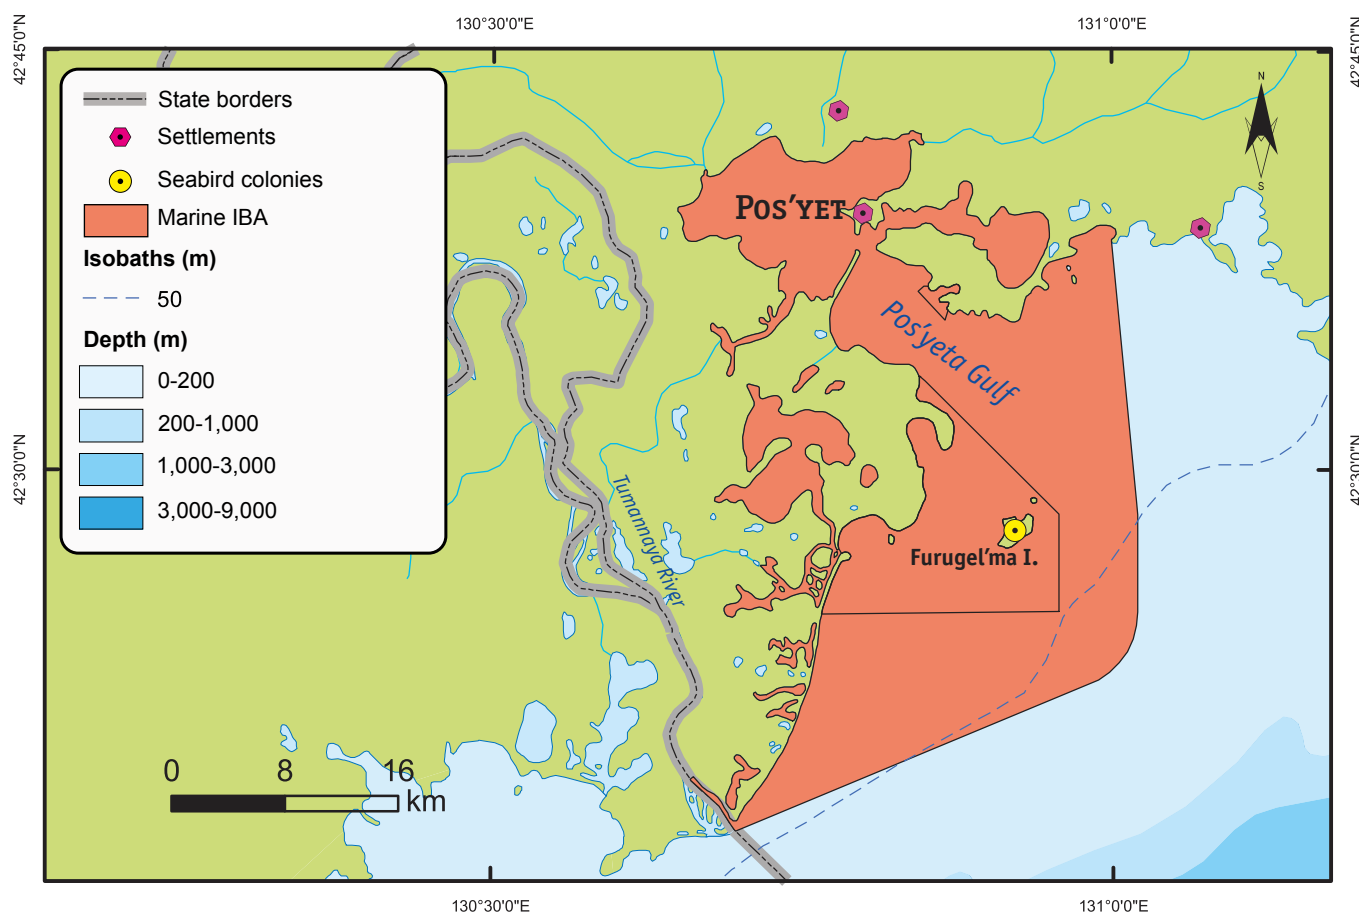 130°30'0"E
131°0'0"E
42°45'0"N
42°45'0"N
State borders
Settlements
Seabird colonies
Marine IBA
Isobaths (m)
50
Depth (m)
0-200
200-1,000
1,000-3,000
3,000-9,000
N
S
POS'YET
Pos'yeta Gulf
42°30'0"N
42°30'0"N
Tumannaya River
Furugel'ma I.
0 8 16
km
130°30'0"E
131°0'0"E